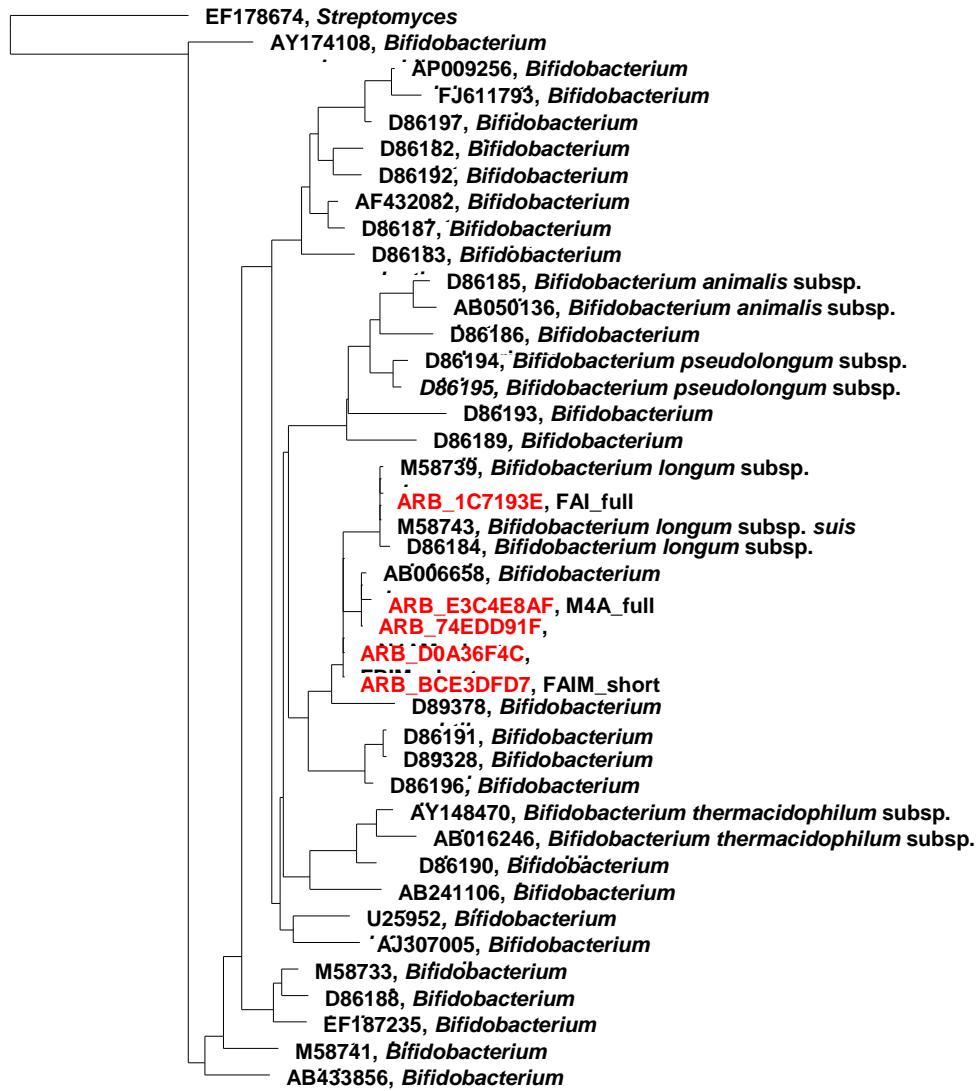 EF178674, Streptomyces
AY174108, Bifidobacterium
AP009256, Bifidobacterium
FJ611793, Bifidobacterium
D86197, Bifidobacterium
D86182, Bifidobacterium
D86192, Bifidobacterium
AF432082, Bifidobacterium
D86187, Bifidobacterium
D86183, Bifidobacterium
D86185, Bifidobacterium animalis subsp.
AB050136, Bifidobacterium animalis subsp.
D86186, Bifidobacterium
D86194, Bifidobacterium pseudolongum subsp.
D86195, Bifidobacterium pseudolongum subsp.
D86193, Bifidobacterium
D86189, Bifidobacterium
M58739, Bifidobacterium longum subsp.
ARB_1C7193E, FAI_full
M58743, Bifidobacterium longum subsp. suis
D86184, Bifidobacterium longum subsp.
AB006658, Bifidobacterium
ARB_E3C4E8AF, M4A_full
ARB_74EDD91F,
ARB_D0A36F4C,
ARB_BCE3DFD7, FAIM_short
D89378, Bifidobacterium
D86191, Bifidobacterium
D89328, Bifidobacterium
D86196, Bifidobacterium
AY148470, Bifidobacterium thermacidophilum subsp.
AB016246, Bifidobacterium thermacidophilum subsp.
D86190, Bifidobacterium
AB241106, Bifidobacterium
U25952, Bifidobacterium
AJ307005, Bifidobacterium
M58733, Bifidobacterium
D86188, Bifidobacterium
EF187235, Bifidobacterium
M58741, Bifidobacterium
AB433856, Bifidobacterium